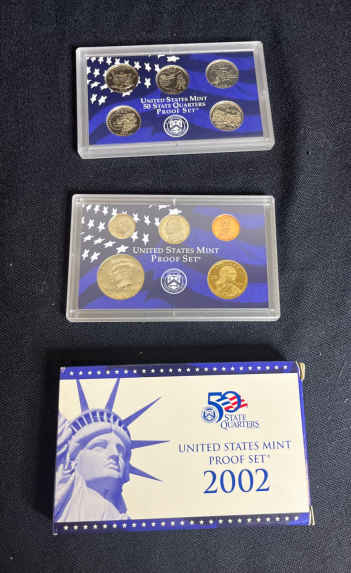 UNITED STATES MINT
50 STATE QUARTERS
PROOF SET
UNITED STATES MINT
PROOF SET
50
STATE
QUARTERS
UNITED STATES MINT
PROOF SET
2002